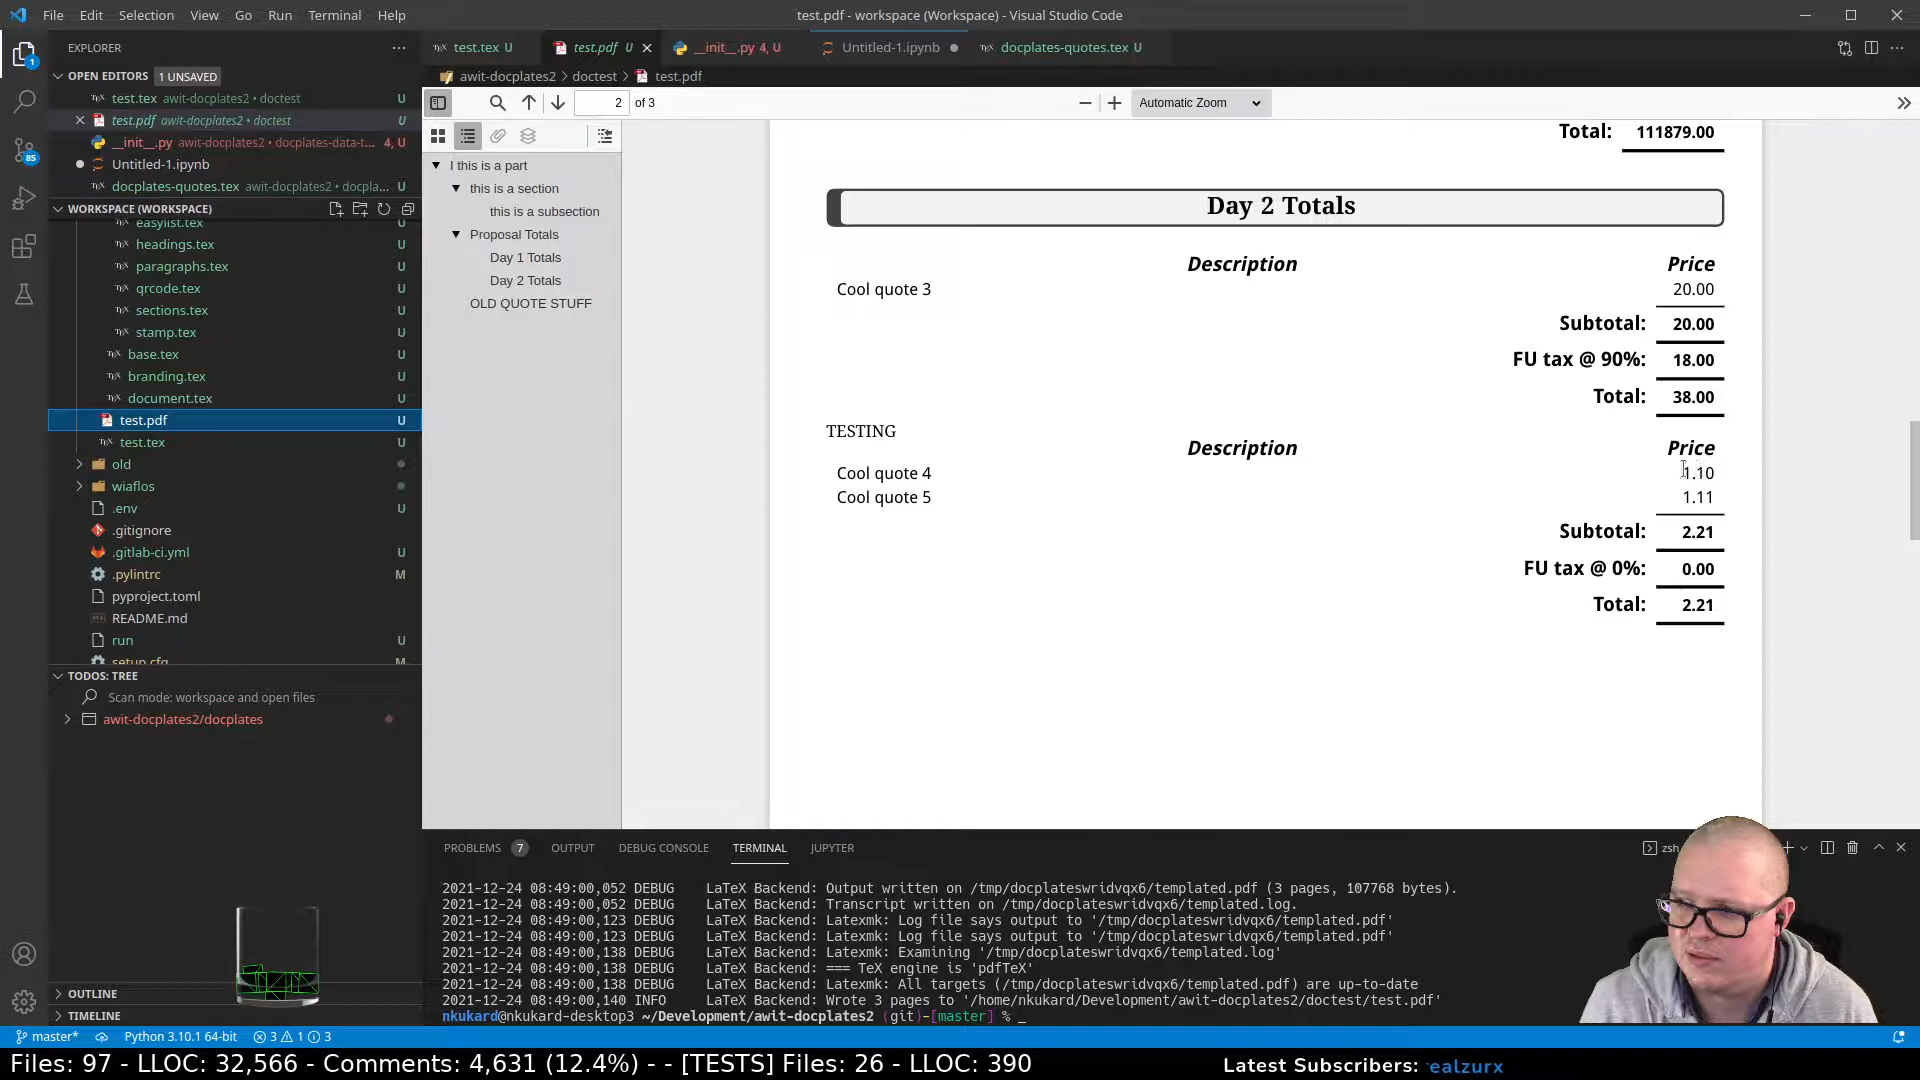 File Edit Selection View Go Run Terminal Help
test.pdf - workspace (Workspace) - Visual Studio Code
EXPLORER
test.tex U
test.pdf U
__init__.py 4, U
Untitled-1.ipynb
docplates-quotes.tex U
OPEN EDITORS 1 UNSAVED
awit-docplates2 > doctest > test.pdf
test.tex awit-docplates2 • doctest U
test.pdf awit-docplates2 • doctest U
__init__.py awit-docplates2 • docplates-data-t... 4, U
Untitled-1.ipynb
docplates-quotes.tex awit-docplates2 • docpla... U
WORKSPACE (WORKSPACE)
easylist.tex U
headings.tex U
paragraphs.tex U
qrcode.tex U
sections.tex U
stamp.tex U
base.tex U
branding.tex U
document.tex U
test.pdf U
test.tex U
old
wiaflos
.env U
.gitignore
.gitlab-ci.yml U
.pylintrc M
pyproject.toml
README.md
run U
setup.cfg M
TODOS: TREE
Scan mode: workspace and open files
awit-docplates2/docplates
OUTLINE
TIMELINE
1
85
2 of 3
Automatic Zoom
I this is a part
this is a section
this is a subsection
Proposal Totals
Day 1 Totals
Day 2 Totals
OLD QUOTE STUFF
Total: 111879.00
Day 2 Totals
Description Price
Cool quote 3 20.00
Subtotal: 20.00
FU tax @ 90%: 18.00
Total: 38.00
TESTING
Description Price
Cool quote 4 1.10
Cool quote 5 1.11
Subtotal: 2.21
FU tax @ 0%: 0.00
Total: 2.21
PROBLEMS 7 OUTPUT DEBUG CONSOLE TERMINAL JUPYTER
zsh
2021-12-24 08:49:00,052 DEBUG LaTeX Backend: Output written on /tmp/docplateswridvqx6/templated.pdf (3 pages, 107768 bytes).
2021-12-24 08:49:00,052 DEBUG LaTeX Backend: Transcript written on /tmp/docplateswridvqx6/templated.log.
2021-12-24 08:49:00,123 DEBUG LaTeX Backend: Latexmk: Log file says output to '/tmp/docplateswridvqx6/templated.pdf'
2021-12-24 08:49:00,123 DEBUG LaTeX Backend: Latexmk: Log file says output to '/tmp/docplateswridvqx6/templated.pdf'
2021-12-24 08:49:00,138 DEBUG LaTeX Backend: Latexmk: Examining '/tmp/docplateswridvqx6/templated.log'
2021-12-24 08:49:00,138 DEBUG LaTeX Backend: === TeX engine is 'pdfTeX'
2021-12-24 08:49:00,138 DEBUG LaTeX Backend: Latexmk: All targets (/tmp/docplateswridvqx6/templated.pdf) are up-to-date
2021-12-24 08:49:00,140 INFO LaTeX Backend: Wrote 3 pages to '/home/nkukard/Development/awit-docplates2/doctest/test.pdf'
nkukard@nkukard-desktop3 ~/Development/awit-docplates2 (git)-[master] % _
master* Python 3.10.1 64-bit 3 1 3
Files: 97 - LLOC: 32,566 - Comments: 4,631 (12.4%) - - [TESTS] Files: 26 - LLOC: 390
Latest Subscribers: ealzurx